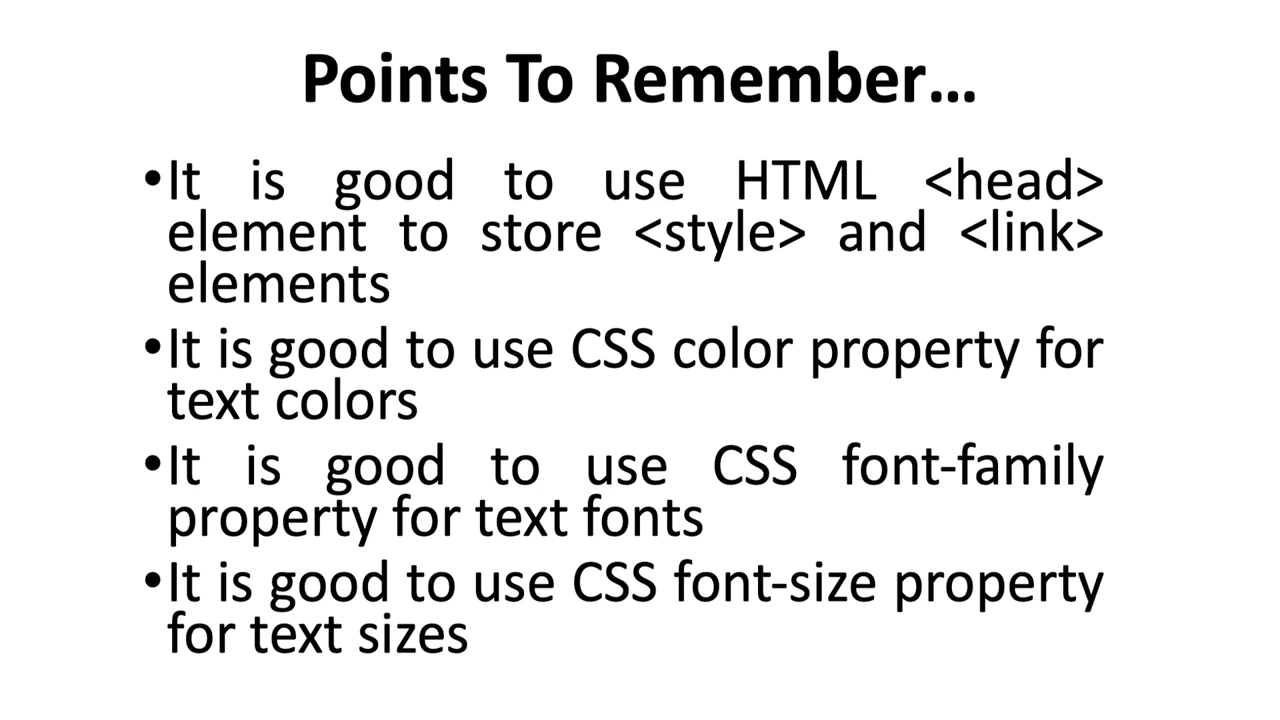 Points To Remember...
•It is good to use HTML <head>
element to store <style> and <link>
elements
•It is good to use CSS color property for
text colors
•It is good to use CSS font-family
property for text fonts
•It is good to use CSS font-size property
for text sizes